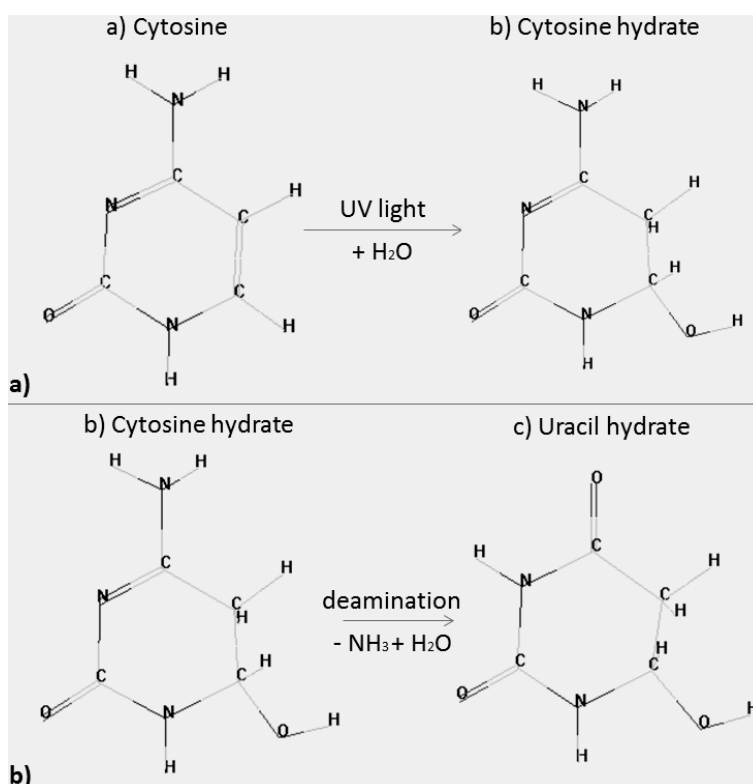 a) Cytosine
b) Cytosine hydrate
H H
N
C
H
N
C
C
C
O
N
H
H
UV light
+ H₂O
H H
N
C
H
N
C
H
H
C
C
O
N
O
H
H
a)
b) Cytosine hydrate
c) Uracil hydrate
H H
N
C
H
N
C
H
H
C
C
O
N
O
H
H
deamination
- NH₃ + H₂O
O
H
C
H
N
C
H
H
C
C
O
N
O
H
H
b)